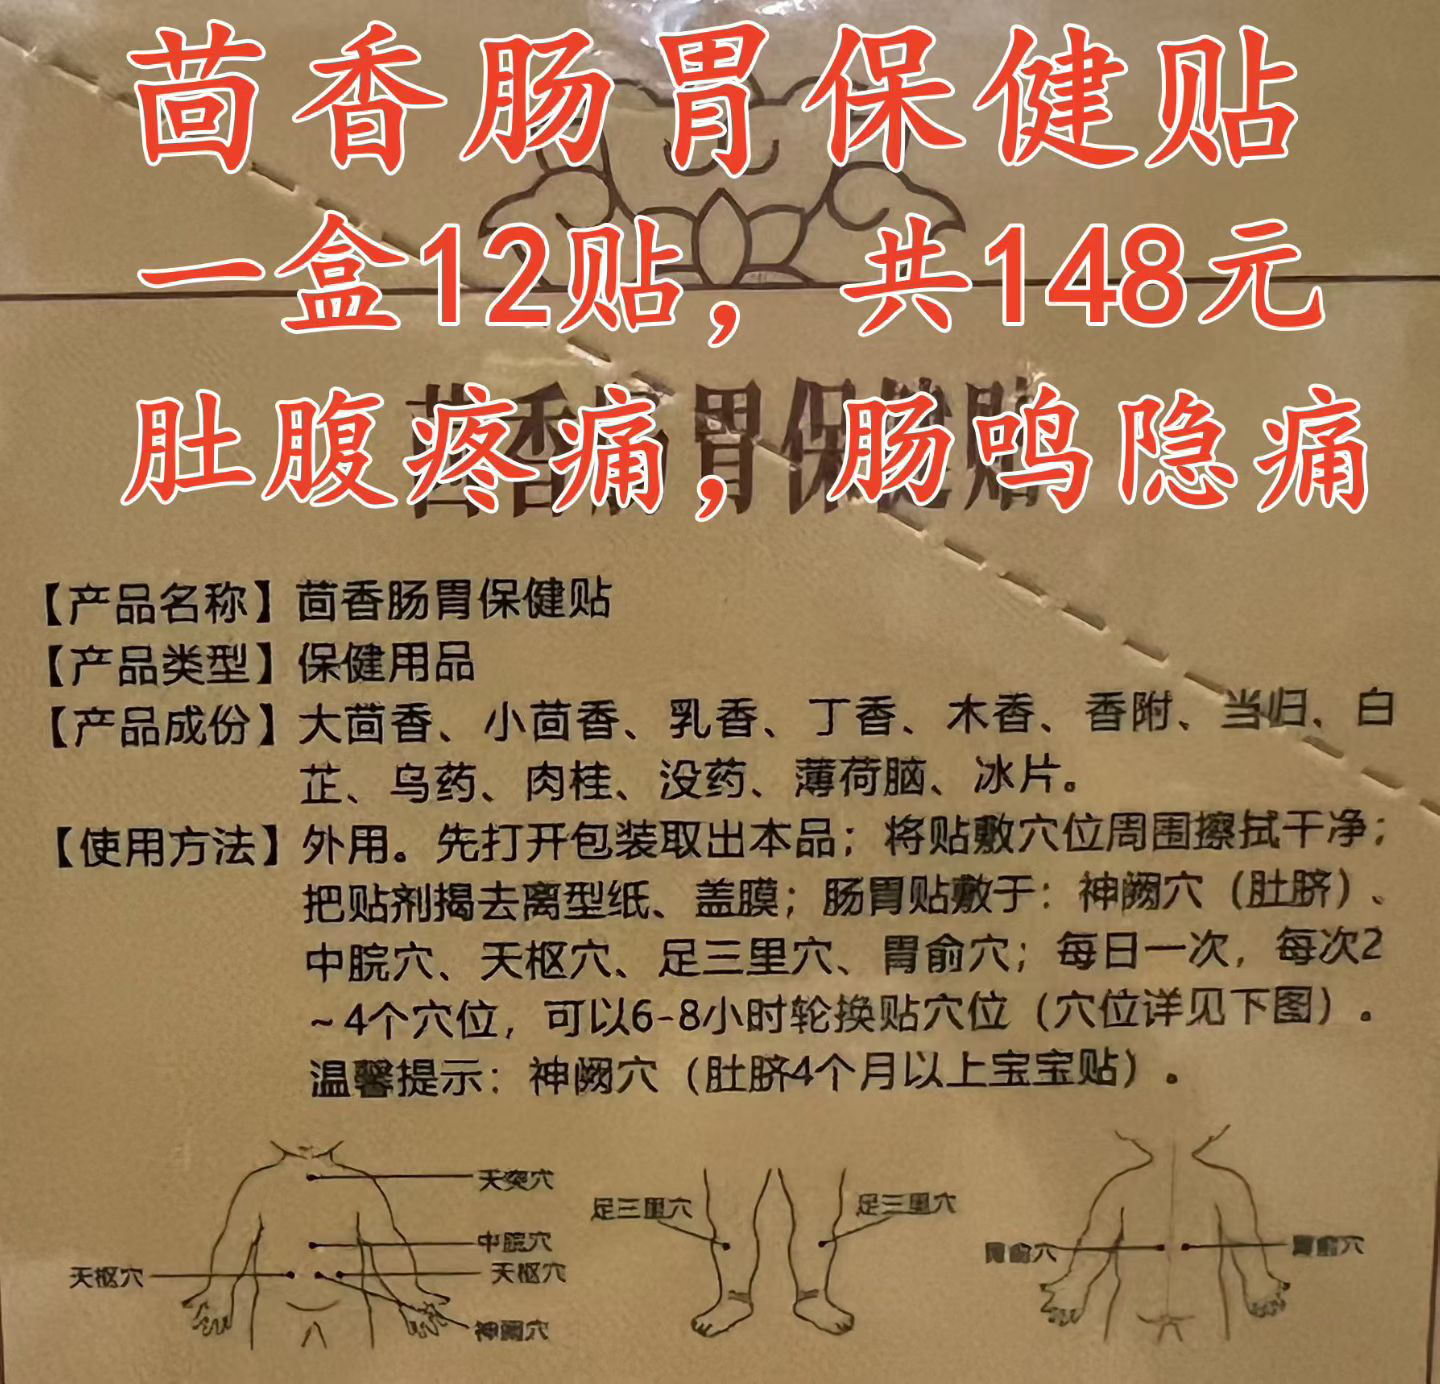 茴香肠胃保健贴
一盒12贴，共148元
茴香肠胃保健贴
肚腹疼痛，肠鸣隐痛
【产品名称】茴香肠胃保健贴
【产品类型】保健用品
【产品成份】大茴香、小茴香、乳香、丁香、木香、香附、当归、白
芷、乌药、肉桂、没药、薄荷脑、冰片。
【使用方法】外用。先打开包装取出本品；将贴敷穴位周围擦拭干净；
把贴剂揭去离型纸、盖膜；肠胃贴敷于：神阙穴（肚脐）、
中脘穴、天枢穴、足三里穴、胃俞穴；每日一次，每次2
~4个穴位，可以6-8小时轮换贴穴位（穴位详见下图）。
温馨提示：神阙穴（肚脐4个月以上宝宝贴）。
天突穴
中脘穴
天枢穴
天枢穴
神阙穴
足三里穴
足三里穴
胃俞穴
胃俞穴